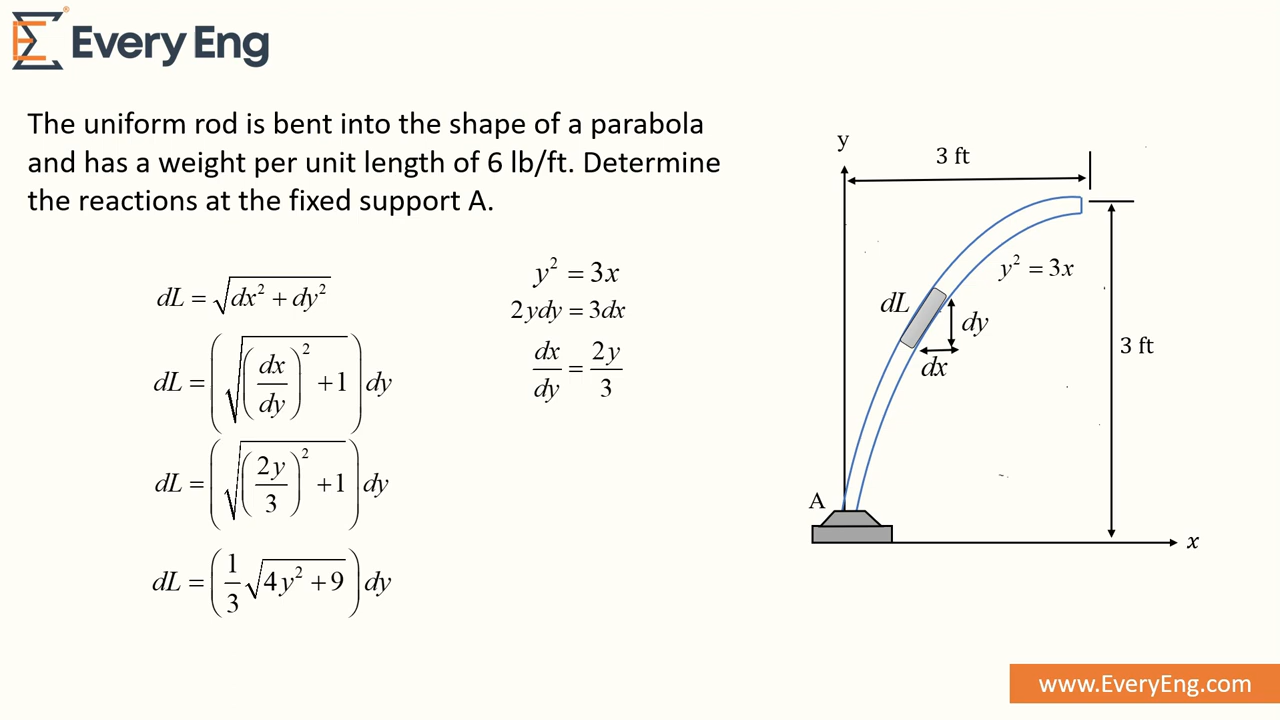 Every Eng
The uniform rod is bent into the shape of a parabola
and has a weight per unit length of 6 lb/ft. Determine
the reactions at the fixed support A.
dL = √(dx² + dy²)
dL = (√((dx/dy)² + 1)) dy
dL = (√((2y/3)² + 1)) dy
dL = (1/3 √(4y² + 9)) dy
y² = 3x
2ydy = 3dx
dx/dy = 2y/3
y
3 ft
y² = 3x
dL
dy
dx
3 ft
A
x
www.EveryEng.com